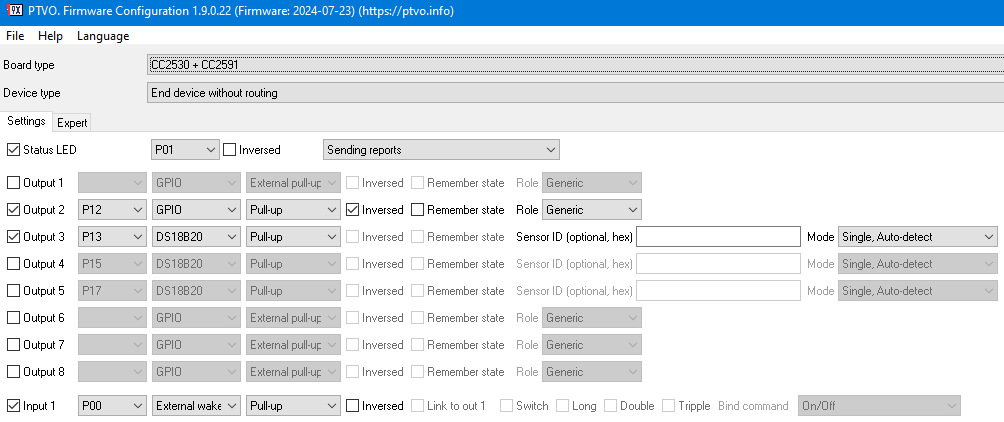 PTVO. Firmware Configuration 1.9.0.22 (Firmware: 2024-07-23) (https://ptvo.info)
File Help Language
Board type CC2530 + CC2591
Device type End device without routing
Settings Expert
Status LED P01 Inversed Sending reports
Output 1 GPIO External pull-up Inversed Remember state Role Generic
Output 2 P12 GPIO Pull-up Inversed Remember state Role Generic
Output 3 P13 DS18B20 Pull-up Inversed Remember state Sensor ID (optional, hex) Mode Single, Auto-detect
Output 4 P15 DS18B20 Pull-up Inversed Remember state Sensor ID (optional, hex) Mode Single, Auto-detect
Output 5 P17 DS18B20 Pull-up Inversed Remember state Sensor ID (optional, hex) Mode Single, Auto-detect
Output 6 GPIO External pull-up Inversed Remember state Role Generic
Output 7 GPIO External pull-up Inversed Remember state Role Generic
Output 8 GPIO External pull-up Inversed Remember state Role Generic
Input 1 P00 External wake Pull-up Inversed Link to out 1 Switch Long Double Tripple Bind command On/Off